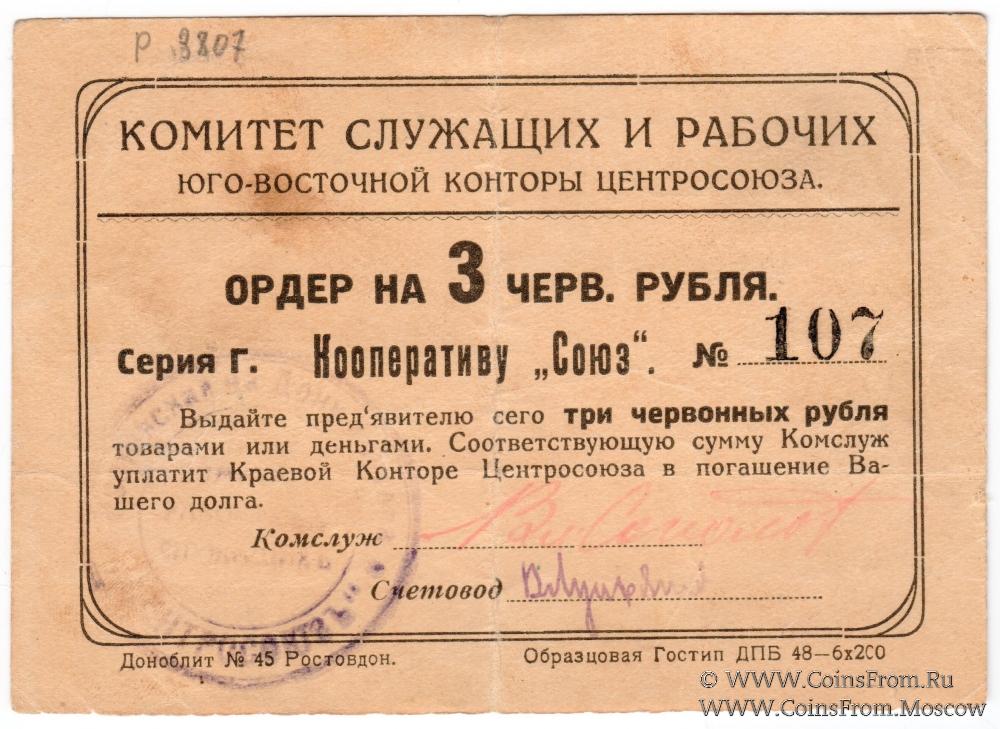 Р 3807
КОМИТЕТ СЛУЖАЩИХ И РАБОЧИХ
ЮГО-ВОСТОЧНОЙ КОНТОРЫ ЦЕНТРОСОЮЗА.
ОРДЕР НА 3 ЧЕРВ. РУБЛЯ.
Серия Г. Кооперативу „Союз“. № 107
Выдайте пред'явителю сего три червонных рубля
товарами или деньгами. Соответствующую сумму Комслуж
уплатит Краевой Конторе Центросоюза в погашение Ва-
шего долга.
Комслуж
Счетовод
Доноблит № 45 Ростовдон. Образцовая Гостип ДПБ 48—6х200
© WWW.CoinsFrom.Ru
WWW.CoinsFrom.Moscow